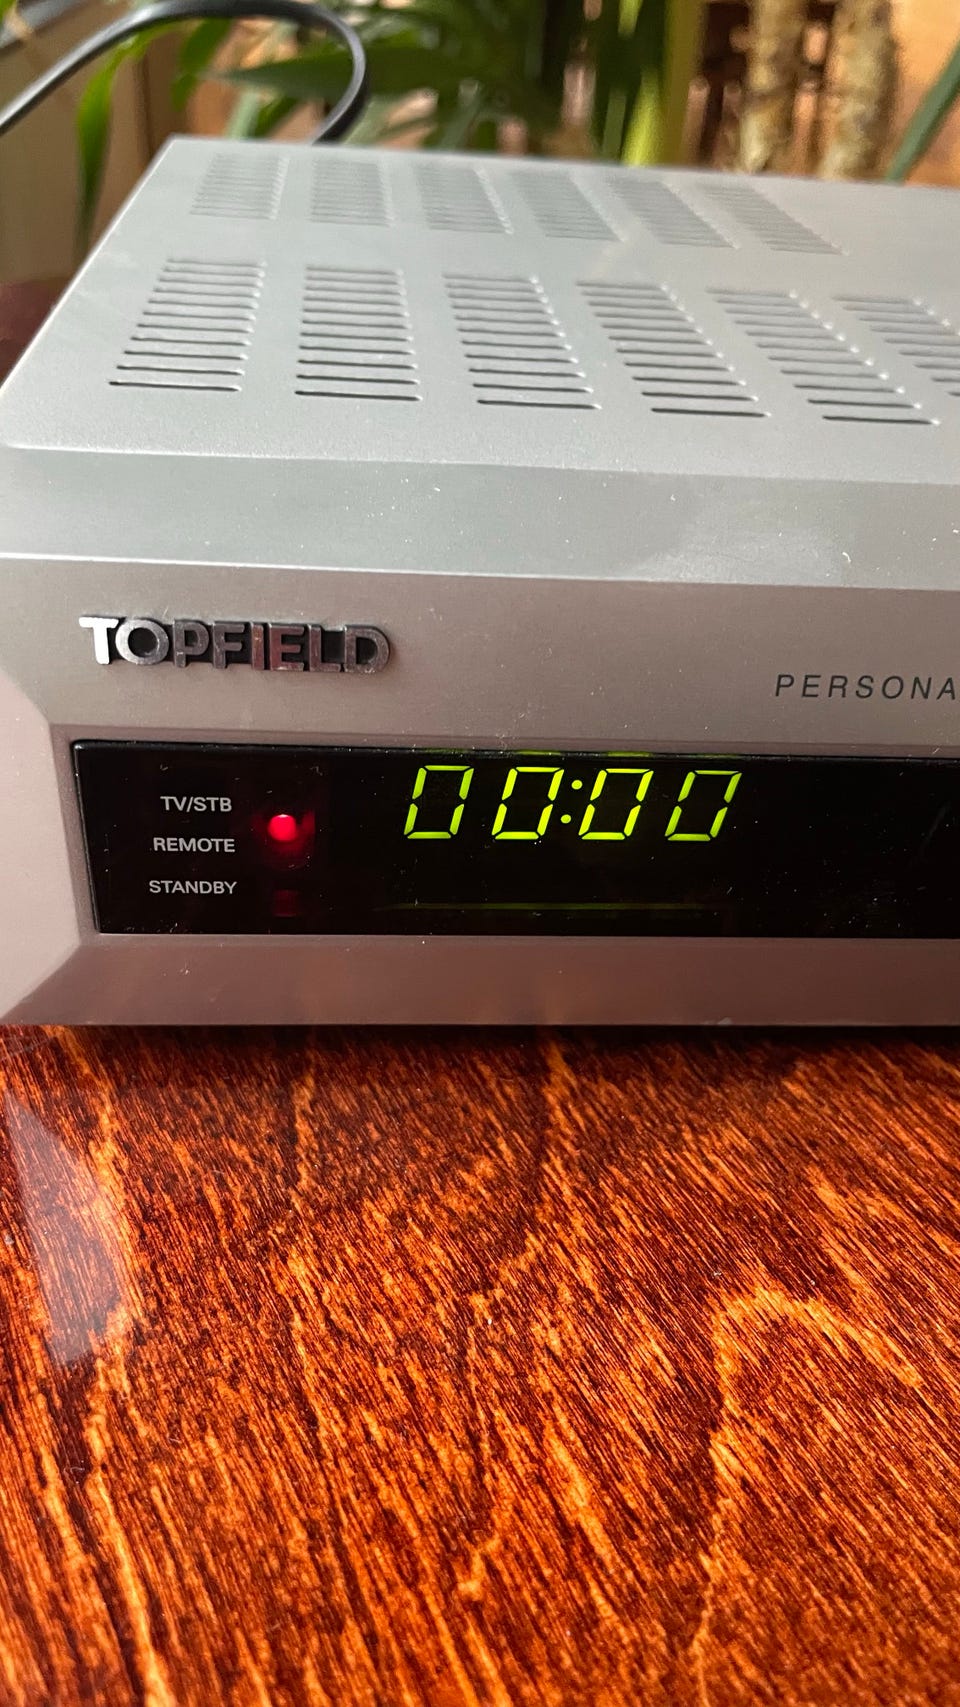 TOPFIELD
PERSONA
TV/STB
REMOTE
STANDBY
00:00